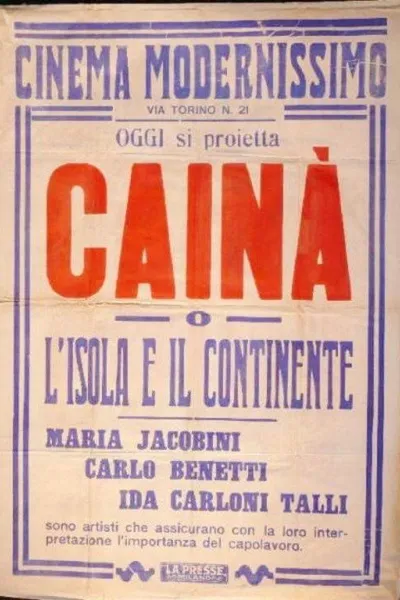 CINEMA MODERNISSIMO
VIA TORINO N. 21
OGGI si proietta
CAINÀ
O
L'ISOLA E IL CONTINENTE
MARIA JACOBINI
CARLO BENETTI
IDA CARLONI TALLI
sono artisti che assicurano con la loro inter-
pretazione l'importanza del capolavoro.
LA PRESSE